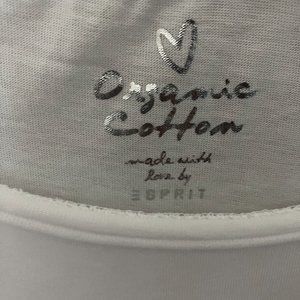 Organic
Cotton
made with
love by
ESPRIT